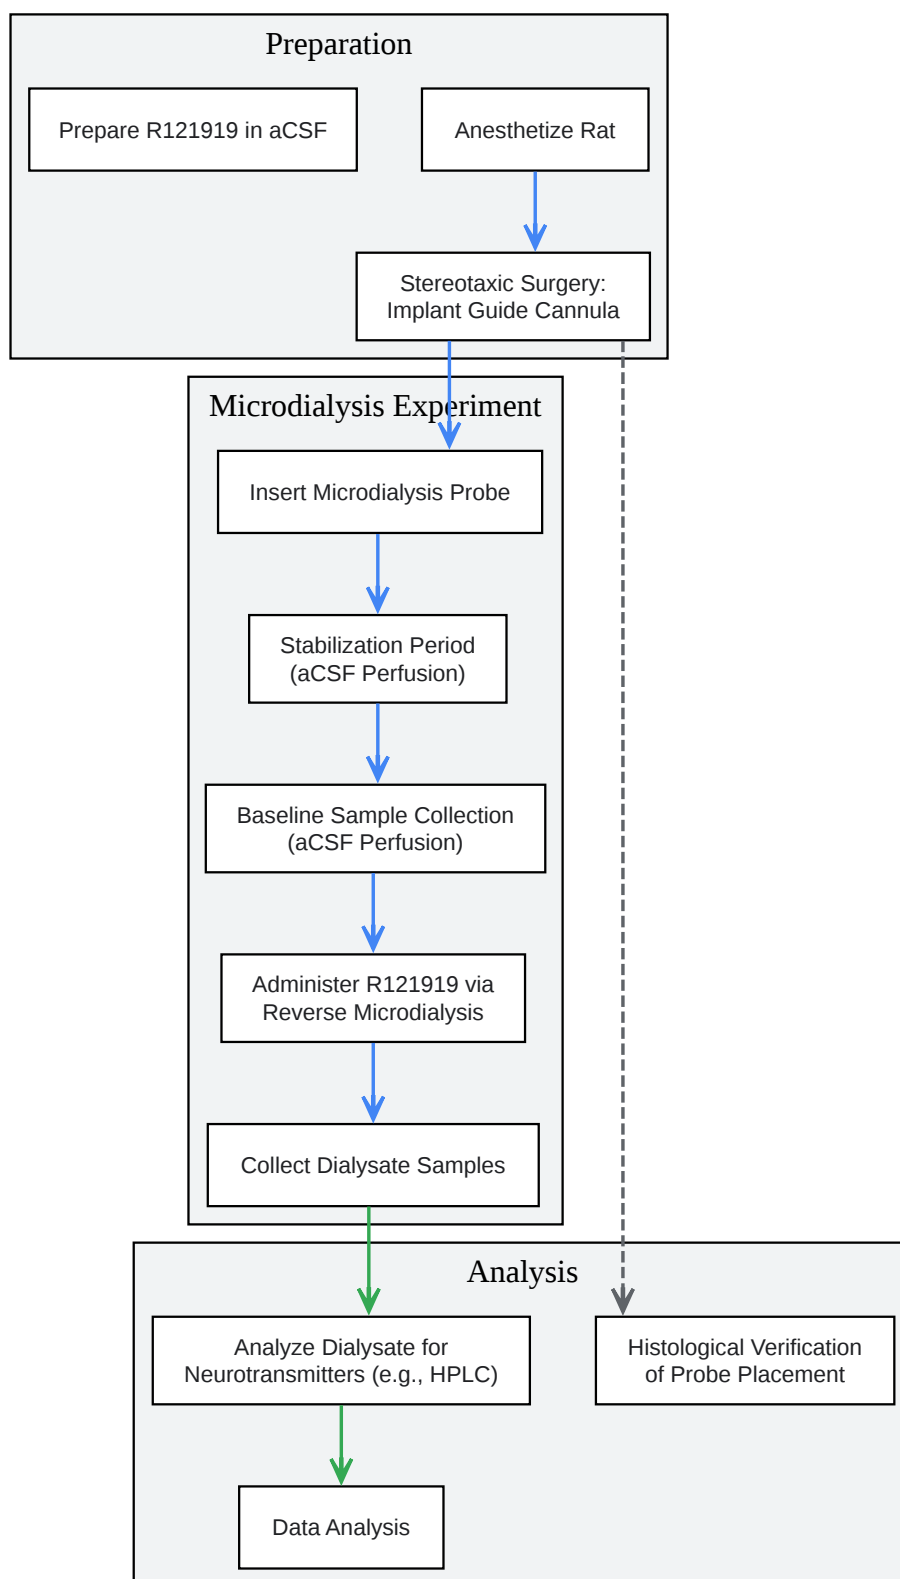 Preparation
Prepare R121919 in aCSF
Anesthetize Rat
Stereotaxic Surgery:
Implant Guide Cannula
Microdialysis Experiment
Insert Microdialysis Probe
Stabilization Period
(aCSF Perfusion)
Baseline Sample Collection
(aCSF Perfusion)
Administer R121919 via
Reverse Microdialysis
Collect Dialysate Samples
Analysis
Analyze Dialysate for
Neurotransmitters (e.g., HPLC)
Histological Verification
of Probe Placement
Data Analysis